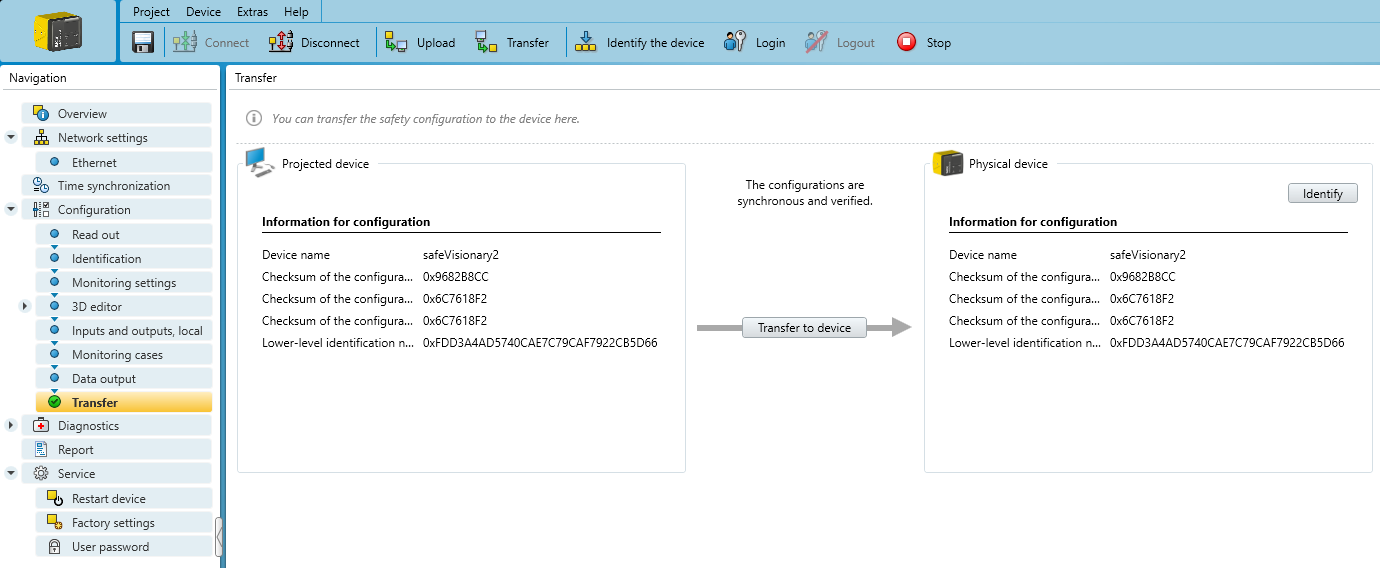 Project Device Extras Help
Connect Disconnect Upload Transfer Identify the device Login Logout Stop
Navigation
Overview
Network settings
Ethernet
Time synchronization
Configuration
Read out
Identification
Monitoring settings
3D editor
Inputs and outputs, local
Monitoring cases
Data output
Transfer
Diagnostics
Report
Service
Restart device
Factory settings
User password
Transfer
You can transfer the safety configuration to the device here.
Projected device
Information for configuration
Device name safeVisionary2
Checksum of the configura... 0x9682B8CC
Checksum of the configura... 0x6C7618F2
Checksum of the configura... 0x6C7618F2
Lower-level identification n... 0xFDD3A4AD5740CAE7C79CAF7922CB5D66
The configurations are
synchronous and verified.
Transfer to device
Physical device
Identify
Information for configuration
Device name safeVisionary2
Checksum of the configura... 0x9682B8CC
Checksum of the configura... 0x6C7618F2
Checksum of the configura... 0x6C7618F2
Lower-level identification n... 0xFDD3A4AD5740CAE7C79CAF7922CB5D66